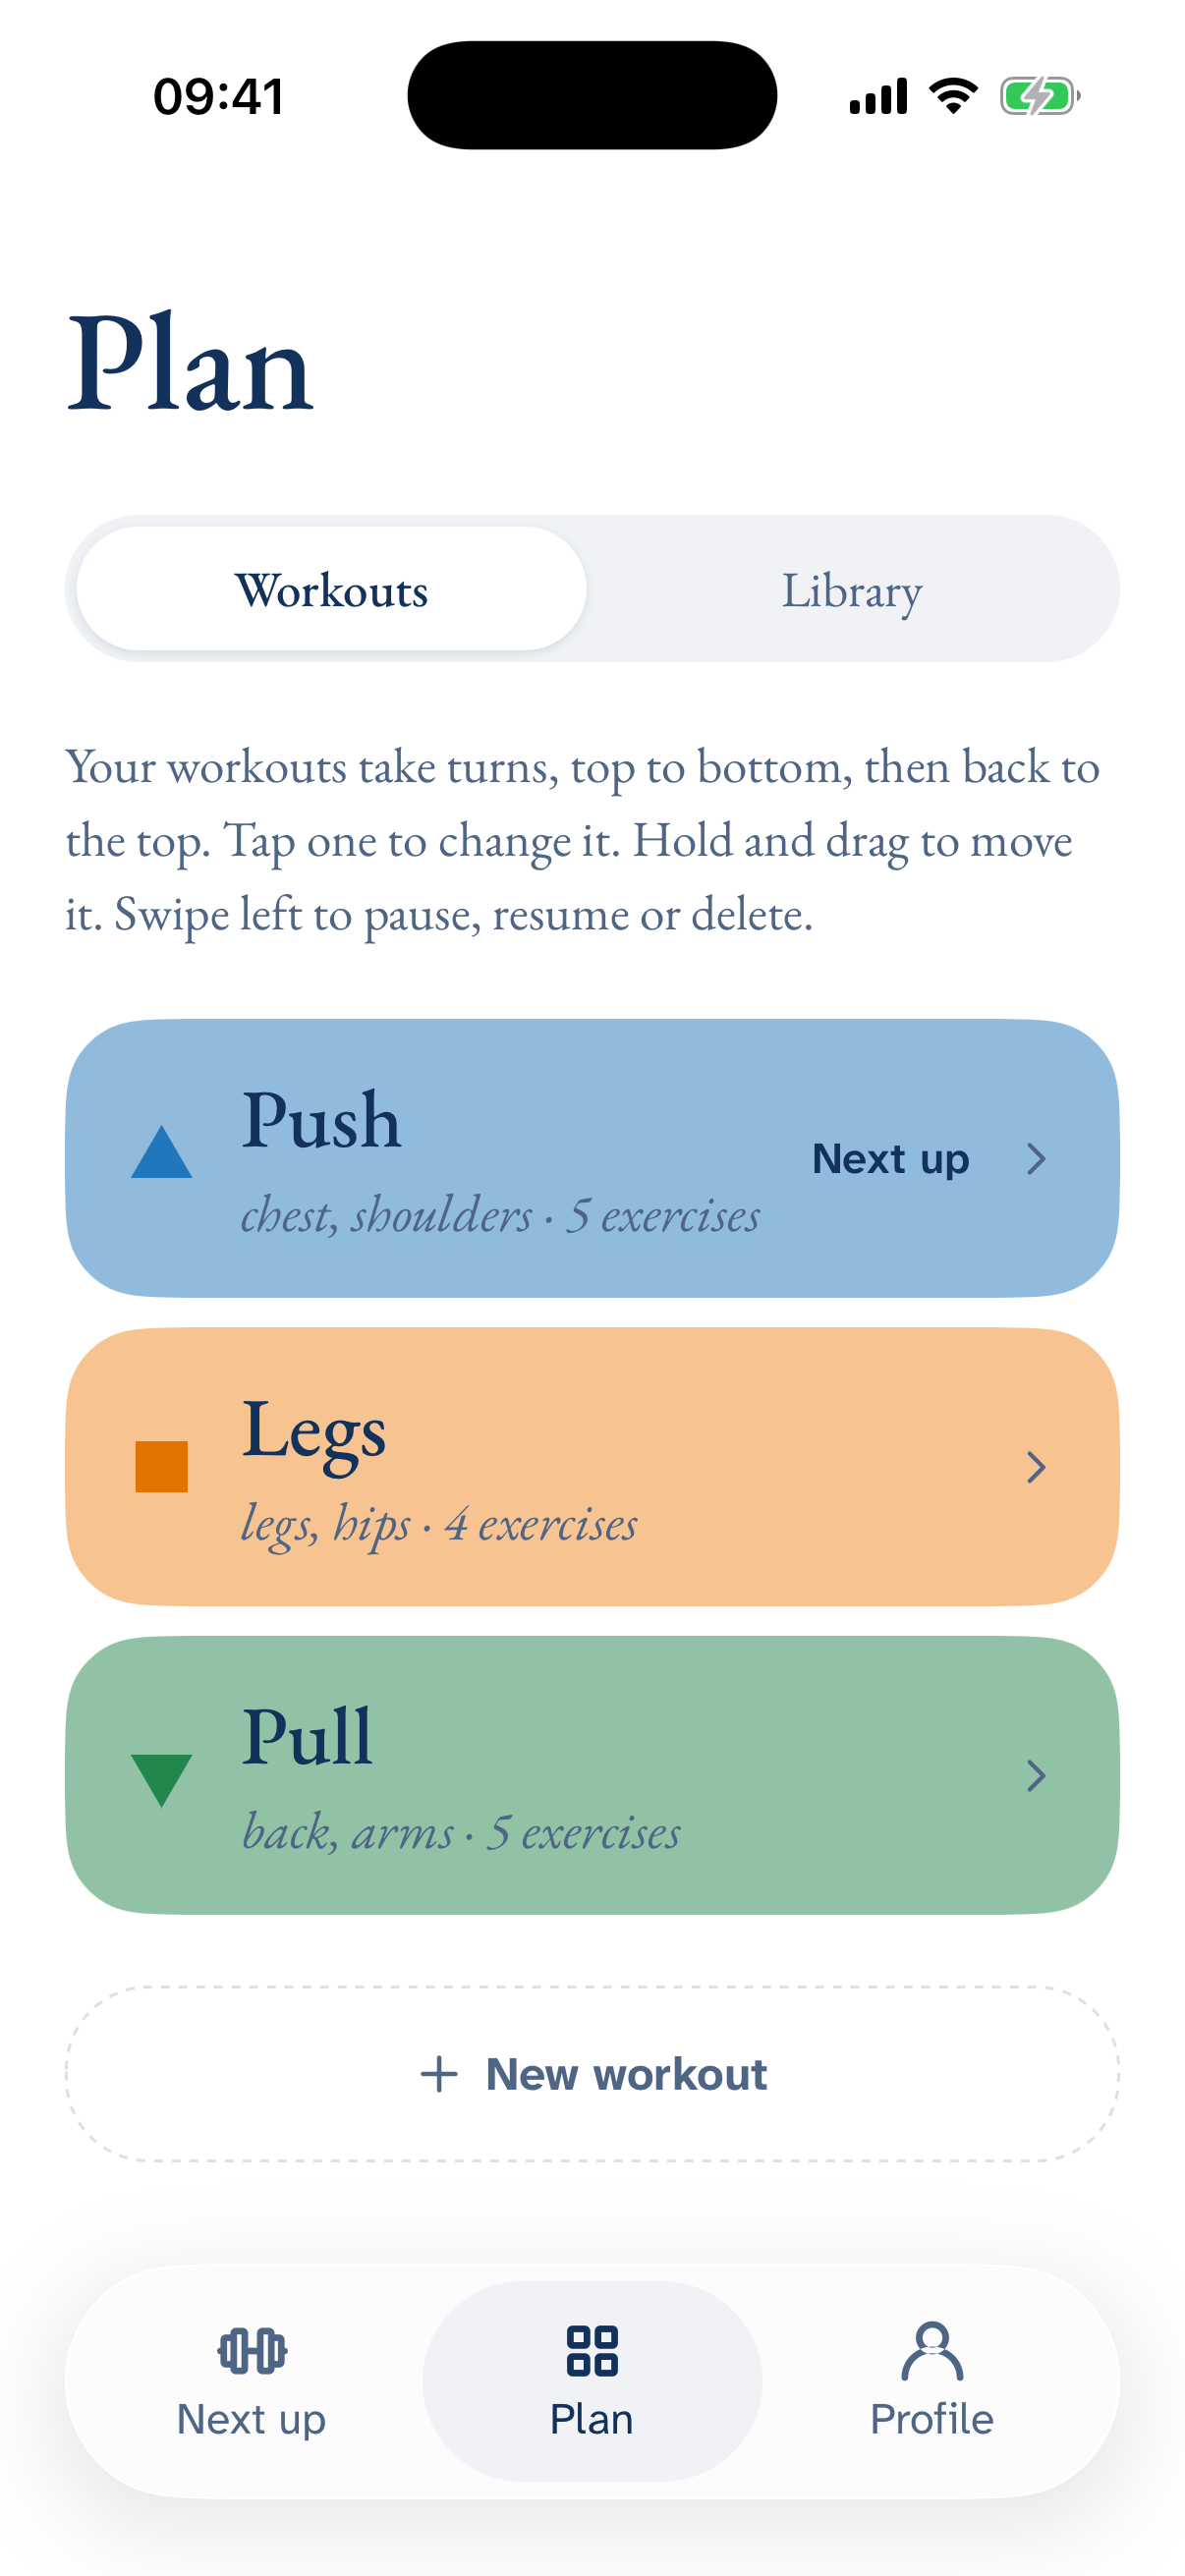 09:41
Plan
Workouts
Library
Your workouts take turns, top to bottom, then back to
the top. Tap one to change it. Hold and drag to move
it. Swipe left to pause, resume or delete.
Push
Next up
chest, shoulders · 5 exercises
Legs
legs, hips · 4 exercises
Pull
back, arms · 5 exercises
New workout
Next up
Plan
Profile